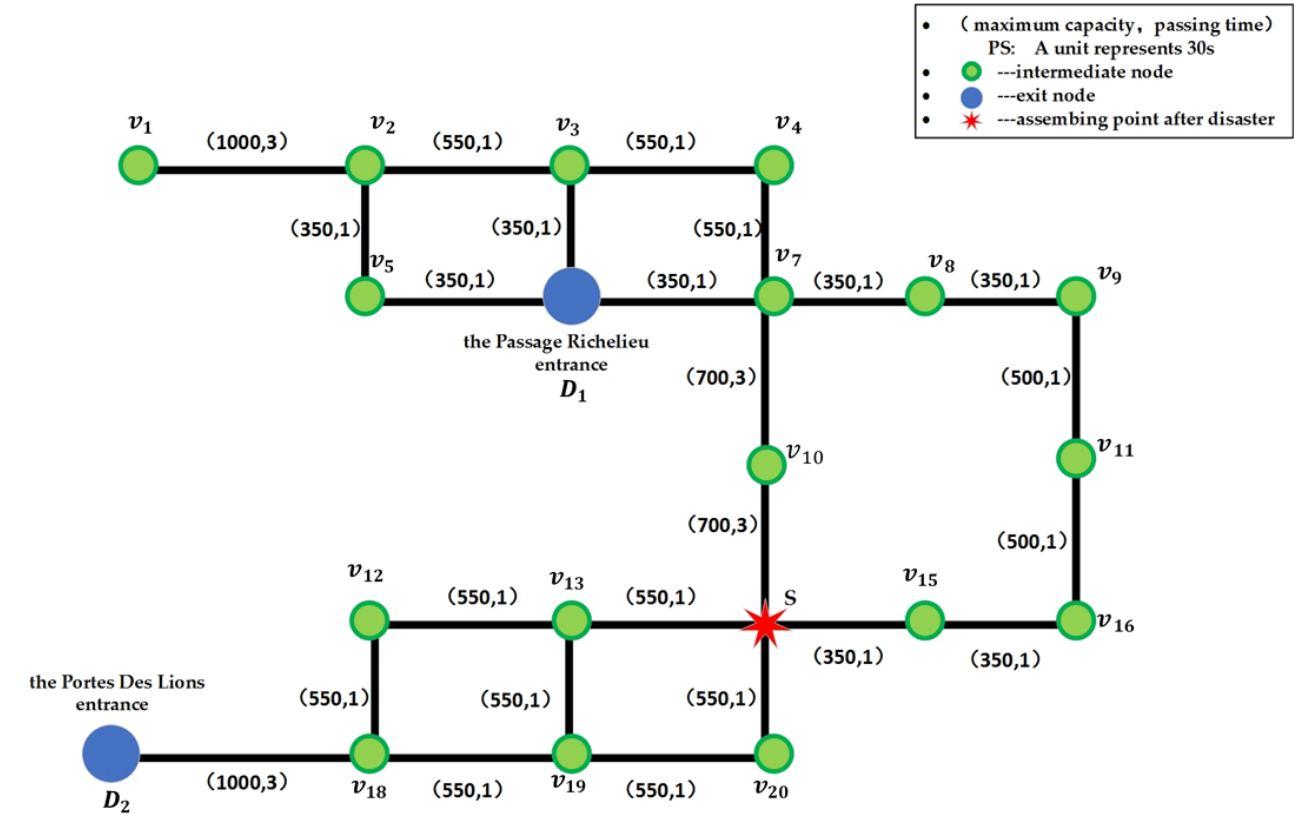 ( maximum capacity, passing time)
PS: A unit represents 30s
---intermediate node
---exit node
---assembing point after disaster
v1
v2
v3
v4
(1000,3)
(550,1)
(550,1)
(350,1)
(350,1)
(550,1)
v5
v7
v8
v9
(350,1)
(350,1)
(350,1)
(350,1)
the Passage Richelieu
entrance
D1
(700,3)
(500,1)
v10
v11
(700,3)
(500,1)
v12
v13
S
v15
(550,1)
(550,1)
v16
(350,1)
(350,1)
the Portes Des Lions
entrance
(550,1)
(550,1)
(550,1)
(1000,3)
D2
v18
(550,1)
v19
(550,1)
v20